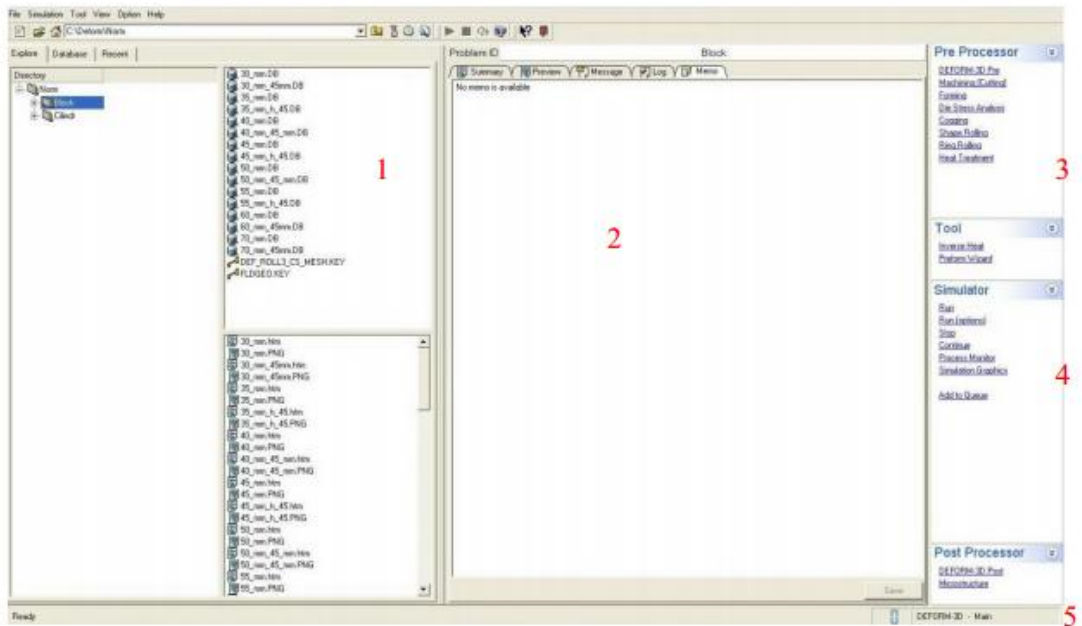 File Simulation Tool View Option Help
C:\Deform\Norm
Explore Database Recent
Directory
Norm
Block
Cilindr
30_mm.DB
30_mm_45mm.DB
35_mm.DB
35_mm_h_45.DB
40_mm.DB
40_mm_45_mm.DB
45_mm.DB
45_mm_h_45.DB
50_mm.DB
50_mm_45_mm.DB
55_mm.DB
55_mm_h_45.DB
60_mm.DB
60_mm_45mm.DB
70_mm.DB
70_mm_45mm.DB
DEF_ROLL3_CS_MESH.KEY
FLDGEO.KEY
1
30_mm.htm
30_mm.PNG
30_mm_45mm.htm
30_mm_45mm.PNG
35_mm.htm
35_mm.PNG
35_mm_h_45.htm
35_mm_h_45.PNG
40_mm.htm
40_mm.PNG
40_mm_45_mm.htm
40_mm_45_mm.PNG
45_mm.htm
45_mm.PNG
45_mm_h_45.htm
45_mm_h_45.PNG
50_mm.htm
50_mm.PNG
50_mm_45_mm.htm
50_mm_45_mm.PNG
55_mm.htm
55_mm.PNG
Problem ID Block
Summary Preview Message Log Memo
No memo is available
2
Save
Pre Processor
DEFORM-3D Pre
Machining (Cutting)
Forming
Die Stress Analysis
Cogging
Shape Rolling
Ring Rolling
Heat Treatment
3
Tool
Inverse Heat
Preform Wizard
Simulator
Run
Run (options)
Stop
Continue
Process Monitor
Simulation Graphics
Add to Queue
4
Post Processor
DEFORM-3D Post
Microstructure
Ready
DEFORM-3D - Main
5